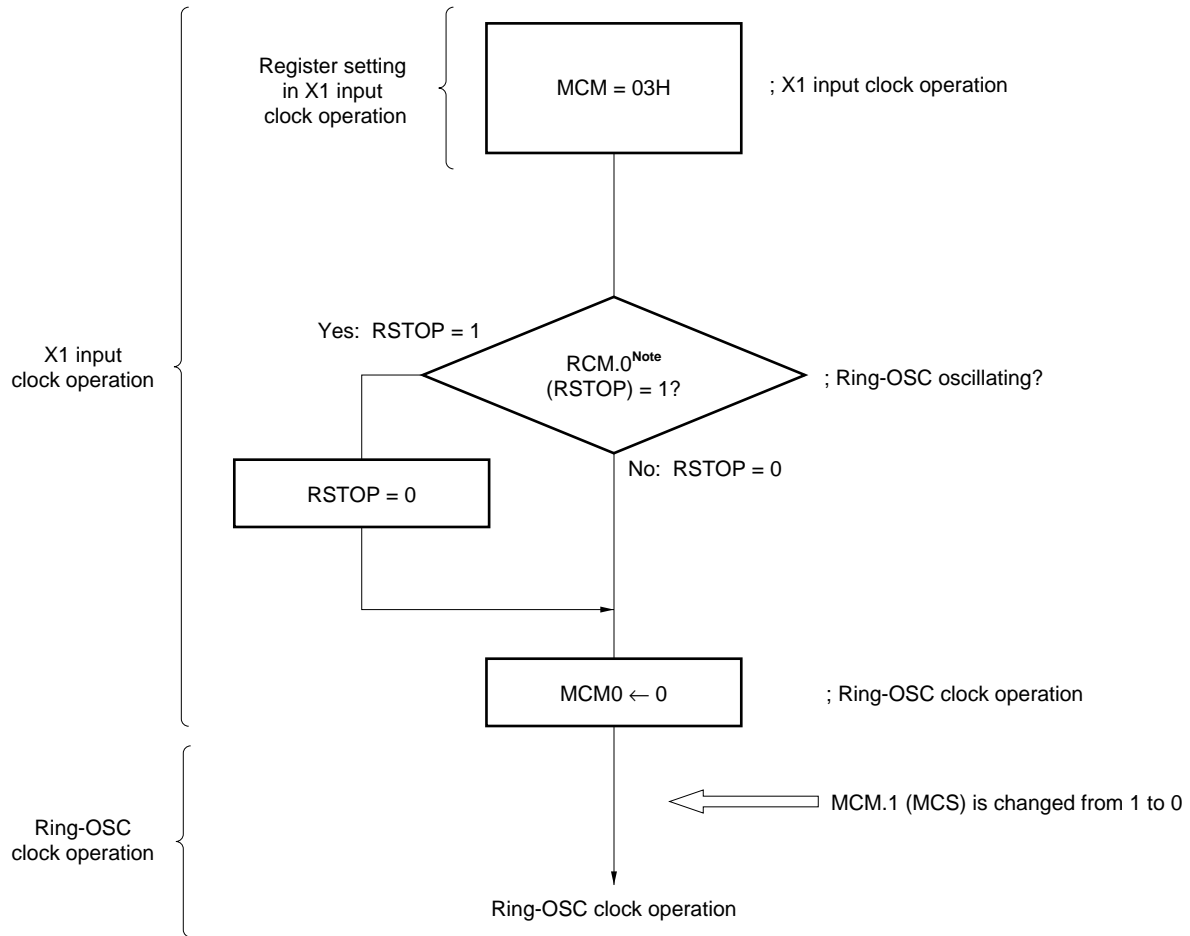 Register setting
in X1 input
clock operation
MCM = 03H
; X1 input clock operation
X1 input
clock operation
Yes: RSTOP = 1
RCM.0Note
(RSTOP) = 1?
; Ring-OSC oscillating?
No: RSTOP = 0
RSTOP = 0
MCM0 ← 0
; Ring-OSC clock operation
MCM.1 (MCS) is changed from 1 to 0
Ring-OSC
clock operation
Ring-OSC clock operation